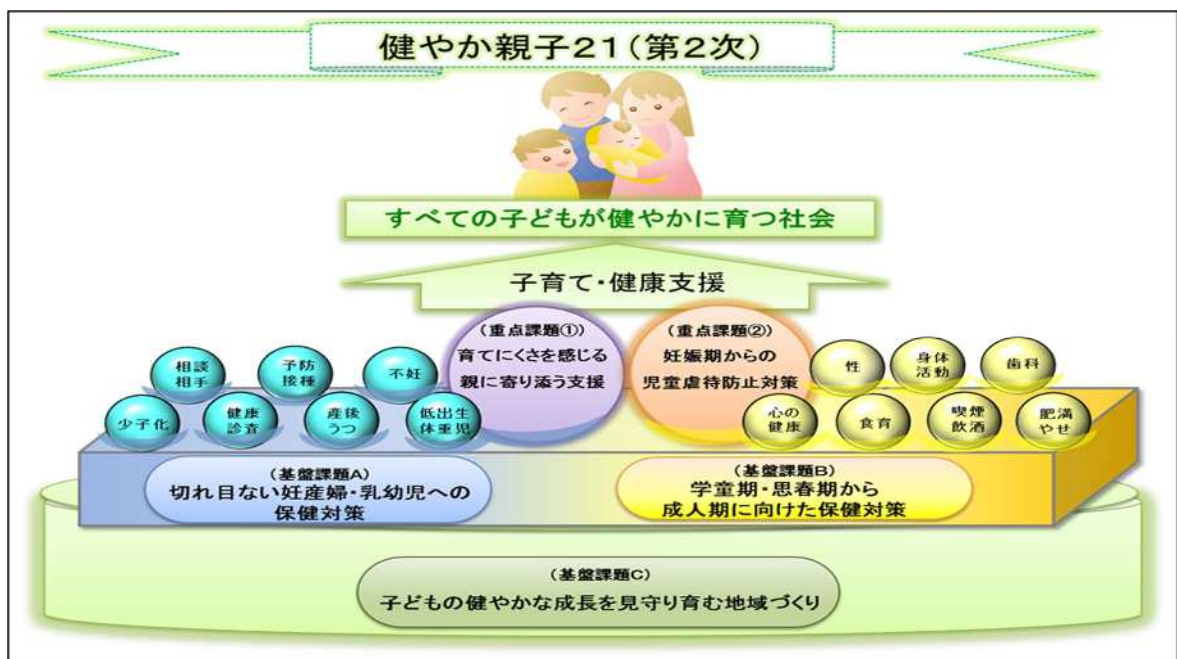 健やか親子21(第2次)
すべての子どもが健やかに育つ社会
子育て・健康支援
(重点課題①)
育てにくさを感じる
親に寄り添う支援
(重点課題②)
妊娠期からの
児童虐待防止対策
相談
相手
予防
接種
不妊
少子化
健康
診査
産後
うつ
低出生
体重児
性
身体
活動
歯科
心の
健康
食育
喫煙
飲酒
肥満
やせ
(基盤課題A)
切れ目ない妊産婦・乳幼児への
保健対策
(基盤課題B)
学童期・思春期から
成人期に向けた保健対策
(基盤課題C)
子どもの健やかな成長を見守り育む地域づくり